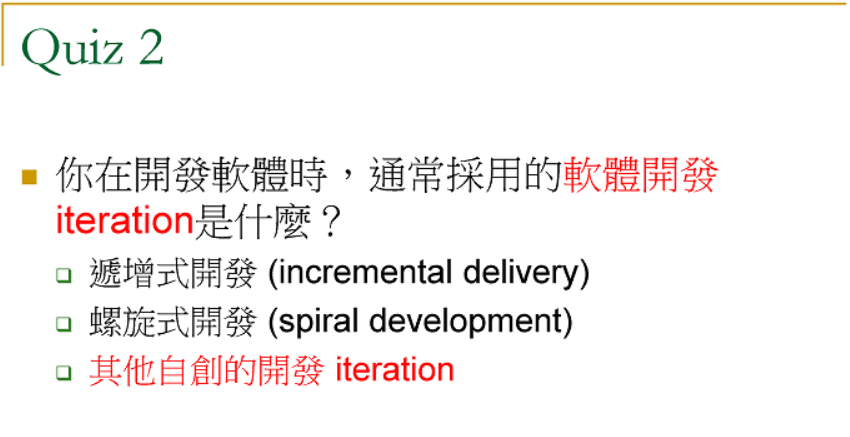 Quiz 2
你在開發軟體時，通常採用的軟體開發
iteration是什麼？
遞增式開發 (incremental delivery)
螺旋式開發 (spiral development)
其他自創的開發 iteration